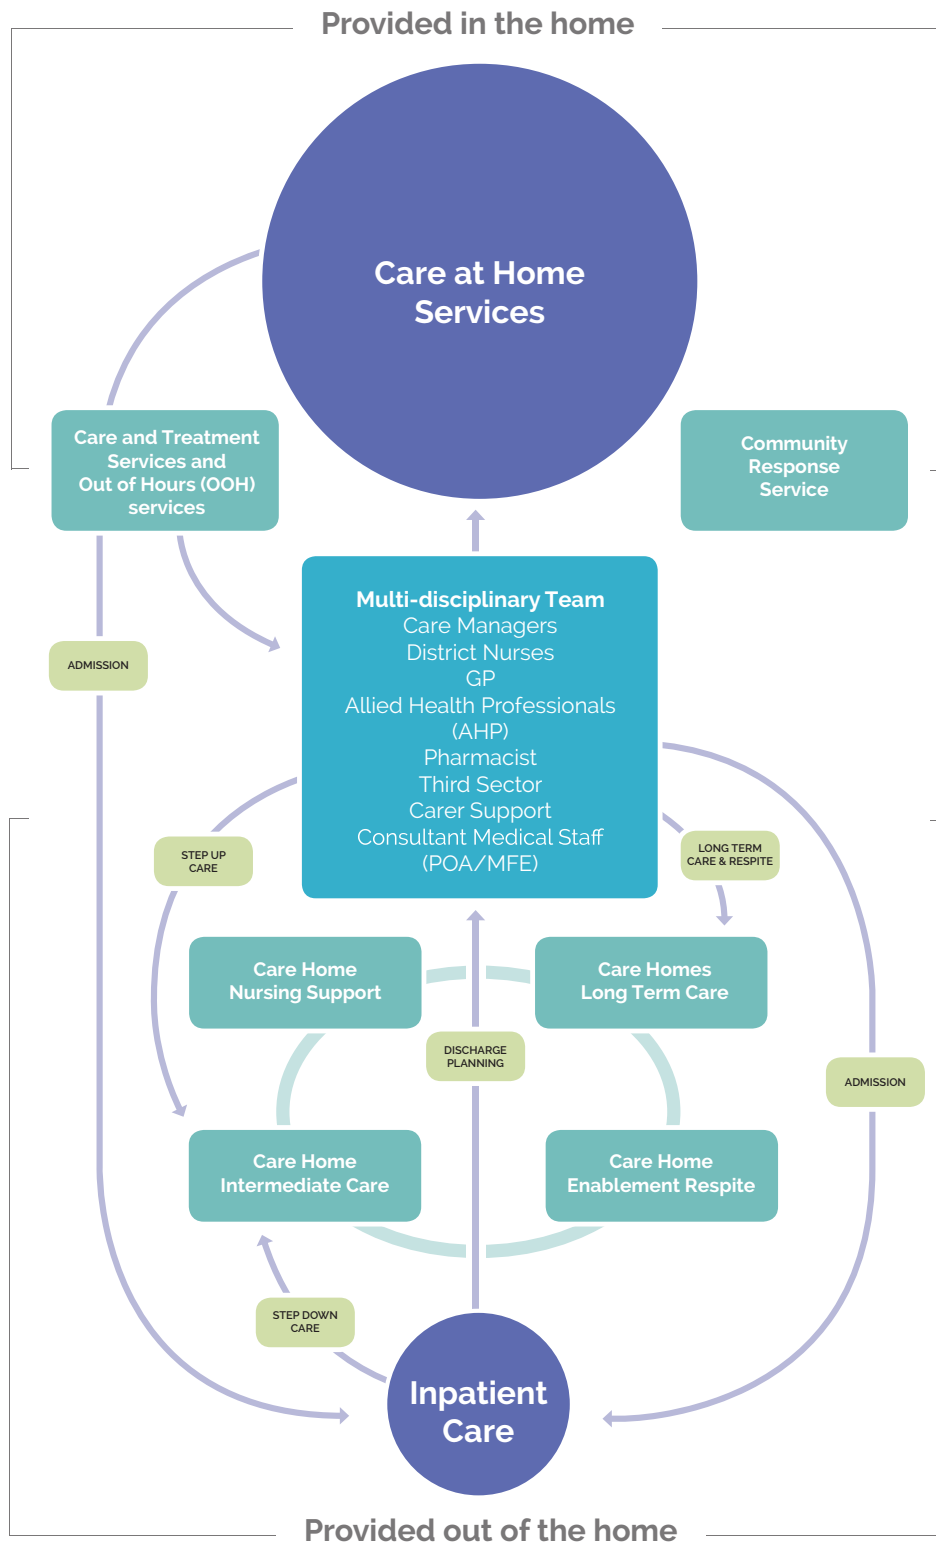 Provided in the home
Care at Home
Services
Care and Treatment
Services and
Out of Hours (OOH)
services
Community
Response
Service
Multi-disciplinary Team
Care Managers
District Nurses
GP
Allied Health Professionals
(AHP)
Pharmacist
Third Sector
Carer Support
Consultant Medical Staff
(POA/MFE)
ADMISSION
STEP UP
CARE
LONG TERM
CARE & RESPITE
Care Home
Nursing Support
Care Homes
Long Term Care
DISCHARGE
PLANNING
ADMISSION
Care Home
Intermediate Care
Care Home
Enablement Respite
STEP DOWN
CARE
Inpatient
Care
Provided out of the home